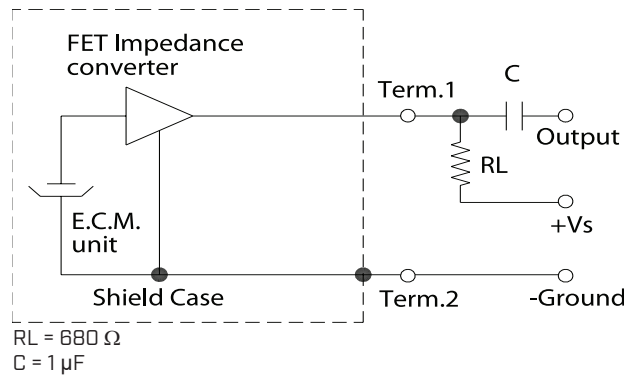 FET Impedance
converter
Term.1
C
Output
RL
+Vs
E.C.M.
unit
Shield Case
Term.2
-Ground
RL = 680 Ω
C = 1 µF